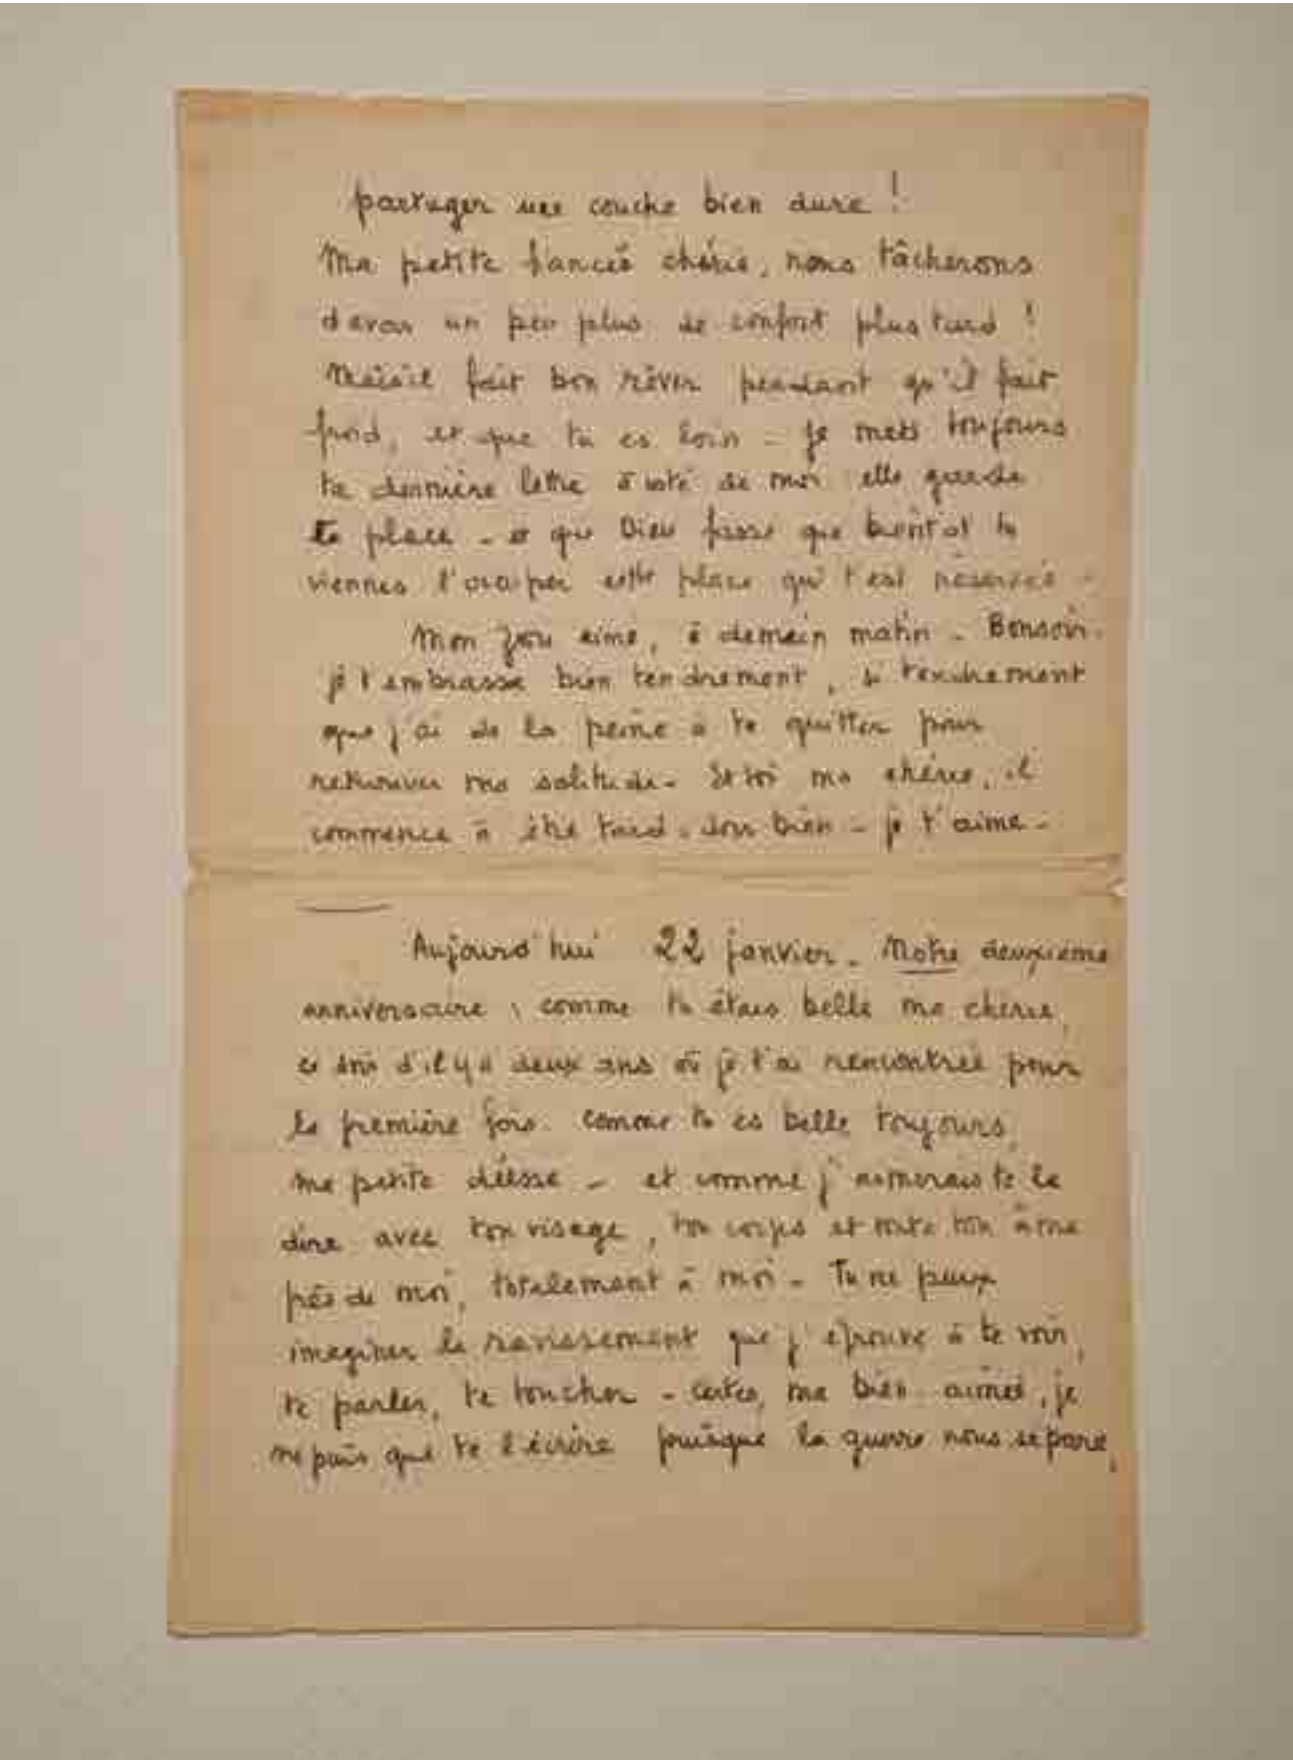 partager une couche bien dure !
Ma petite fiancée chérie, nous tâcherons
d'avoir un peu plus de confort plus tard !
Mais il fait bon rêver pendant qu'il fait
froid, et que tu es loin - je mets toujours
ta dernière lettre à côté de moi elle garde
ta place - et que Dieu fasse que bientôt tu
viennes l'occuper cette place qui t'est réservée -
Mon aimé, à demain matin - Bonsoir.
je t'embrasse bien tendrement, si tendrement
que j'ai de la peine à te quitter pour
retrouver ma solitude - Et toi ma chérie, il
commence à être tard. dors bien - je t'aime -
Aujourd'hui 22 janvier - Notre deuxième
anniversaire, comme tu étais belle ma chérie,
ce soir d'il y a deux ans où je t'ai rencontrée pour
la première fois. Comme tu es belle toujours,
ma petite déesse - et comme j'aimerais te le
dire avec ton visage, ton corps et toute ton âme
près de moi, totalement à moi - Tu ne peux
imaginer le ravissement que j'éprouve à te voir,
te parler, te toucher - certes, ma bien aimée, je
ne puis que te l'écrire puisque la guerre nous sépare,